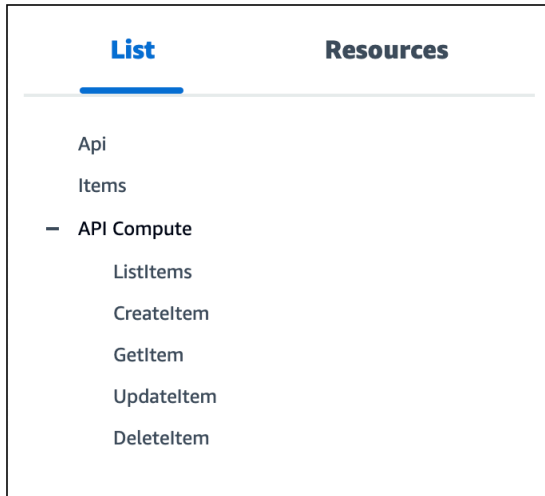 List Resources
Api
Items
API Compute
ListItems
CreateItem
GetItem
UpdateItem
DeleteItem